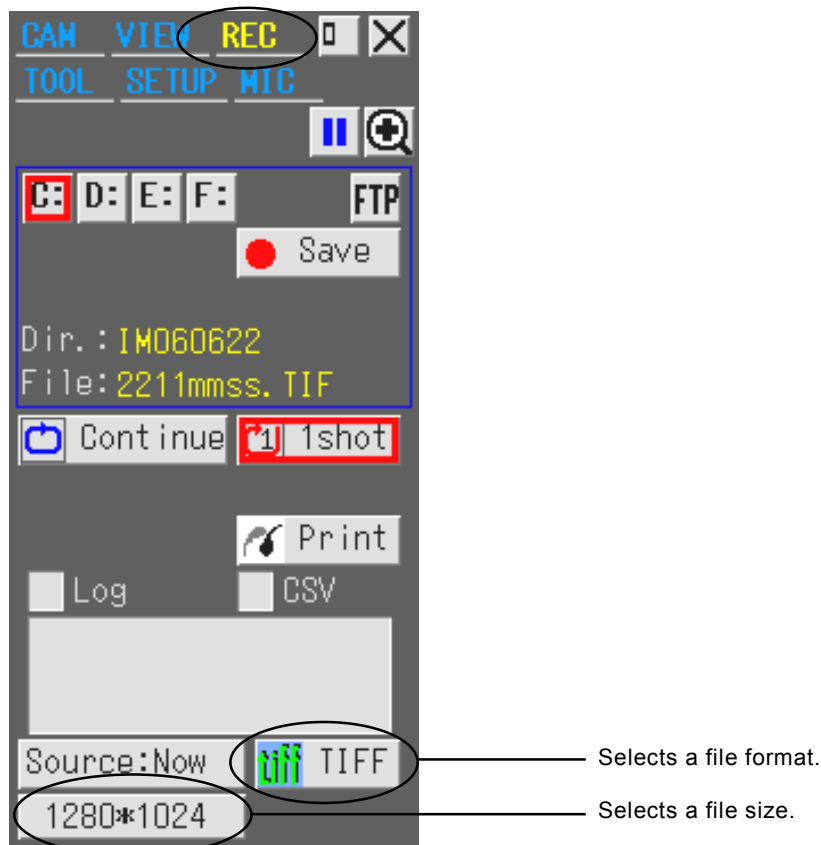 CAM VIEW REC
TOOL SETUP MIC
C: D: E: F: FTP
Save
Dir.:IM060622
File:2211mmss.TIF
Continue 1 1shot
Print
Log CSV
Source:Now tiff TIFF Selects a file format.
1280*1024 Selects a file size.